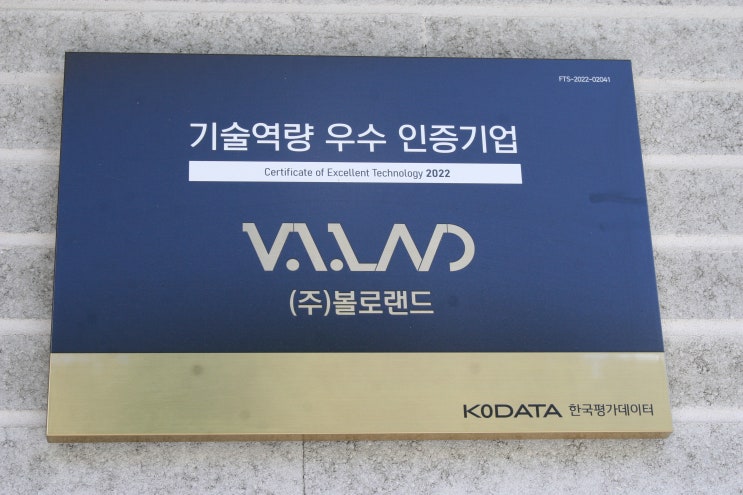 FTS-2022-02041
기술역량 우수 인증기업
Certificate of Excellent Technology 2022
V.O.LAND
(주)볼로랜드
KODATA 한국평가데이터